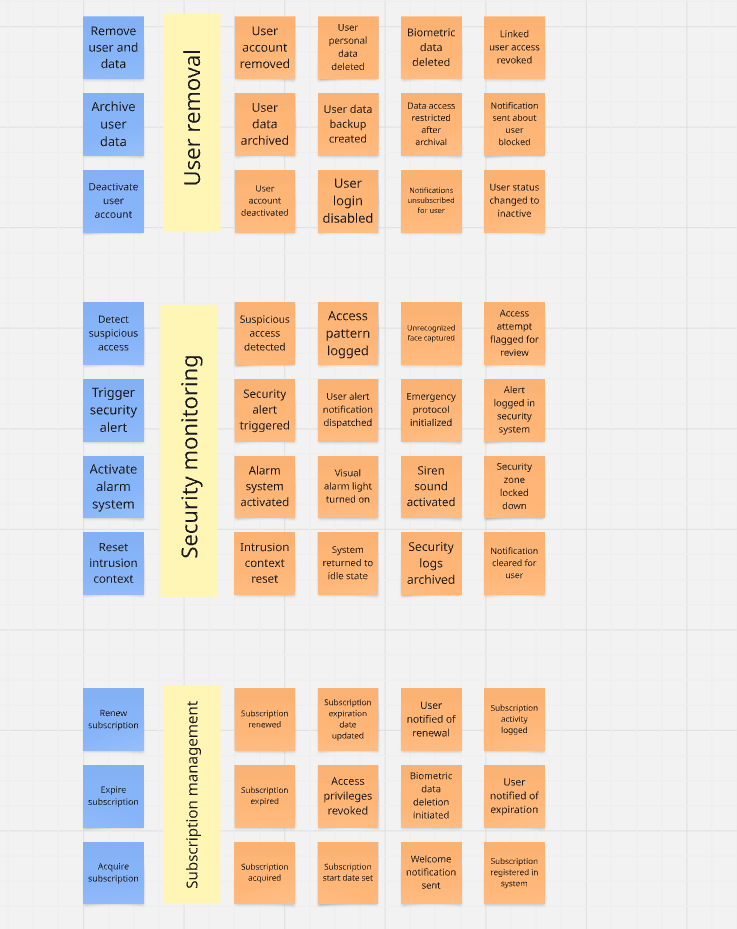 Remove
user and
data
User removal
User
account
removed
User
personal
data
deleted
Biometric
data
deleted
Linked
user access
revoked
Archive
user
data
User
data
archived
User data
backup
created
Data access
restricted
after
archival
Notification
sent about
user
blocked
Deactivate
user
account
User
account
deactivated
User
login
disabled
Notifications
unsubscribed
for user
User status
changed to
inactive
Detect
suspicious
access
Security monitoring
Suspicious
access
detected
Access
pattern
logged
Unrecognized
face captured
Access
attempt
flagged for
review
Trigger
security
alert
Security
alert
triggered
User alert
notification
dispatched
Emergency
protocol
initialized
Alert
logged in
security
system
Activate
alarm
system
Alarm
system
activated
Visual
alarm light
turned on
Siren
sound
activated
Security
zone
locked
down
Reset
intrusion
context
Intrusion
context
reset
System
returned to
idle state
Security
logs
archived
Notification
cleared for
user
Renew
subscription
Subscription management
Subscription
renewed
Subscription
expiration
date
updated
User
notified of
renewal
Subscription
activity
logged
Expire
subscription
Subscription
expired
Access
privileges
revoked
Biometric
data
deletion
initiated
User
notified of
expiration
Acquire
subscription
Subscription
acquired
Subscription
start date set
Welcome
notification
sent
Subscription
registered in
system